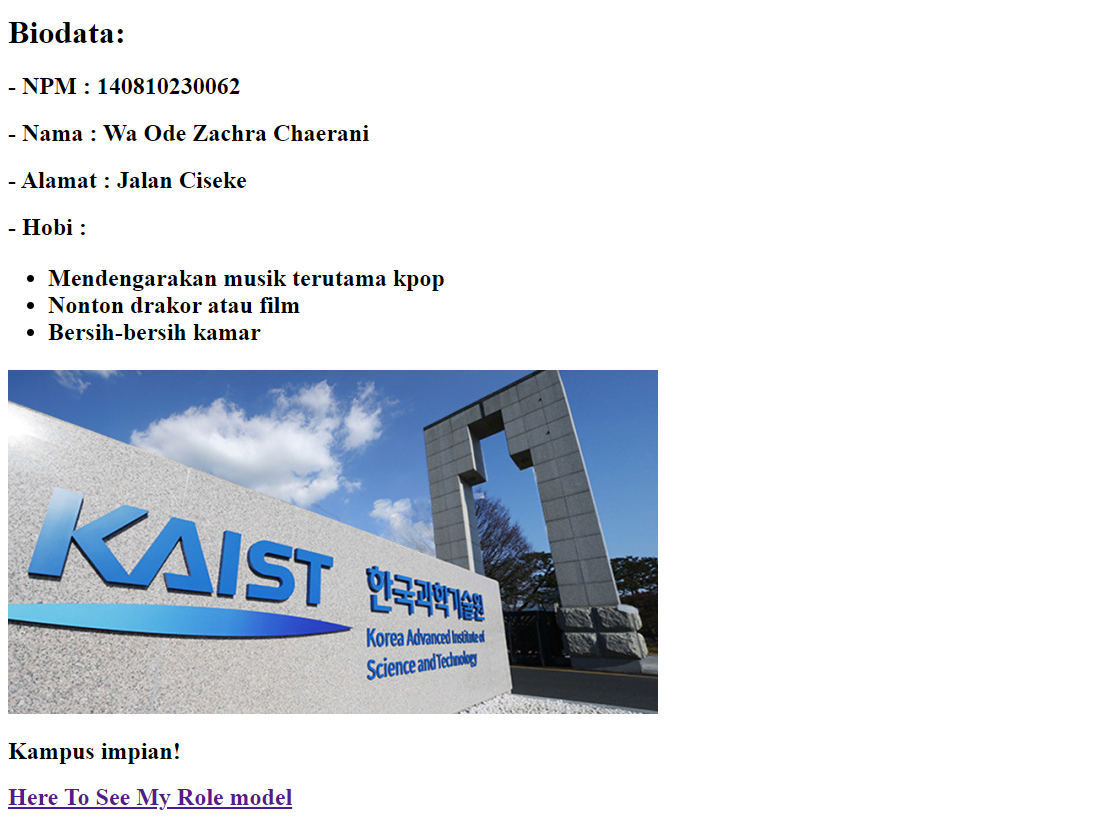 Biodata:
- NPM : 140810230062
- Nama : Wa Ode Zachra Chaerani
- Alamat : Jalan Ciseke
- Hobi :
• Mendengarakan musik terutama kpop
• Nonton drakor atau film
• Bersih-bersih kamar
KAIST
한국과학기술원
Korea Advanced Institute of
Science and Technology
Kampus impian!
Here To See My Role model